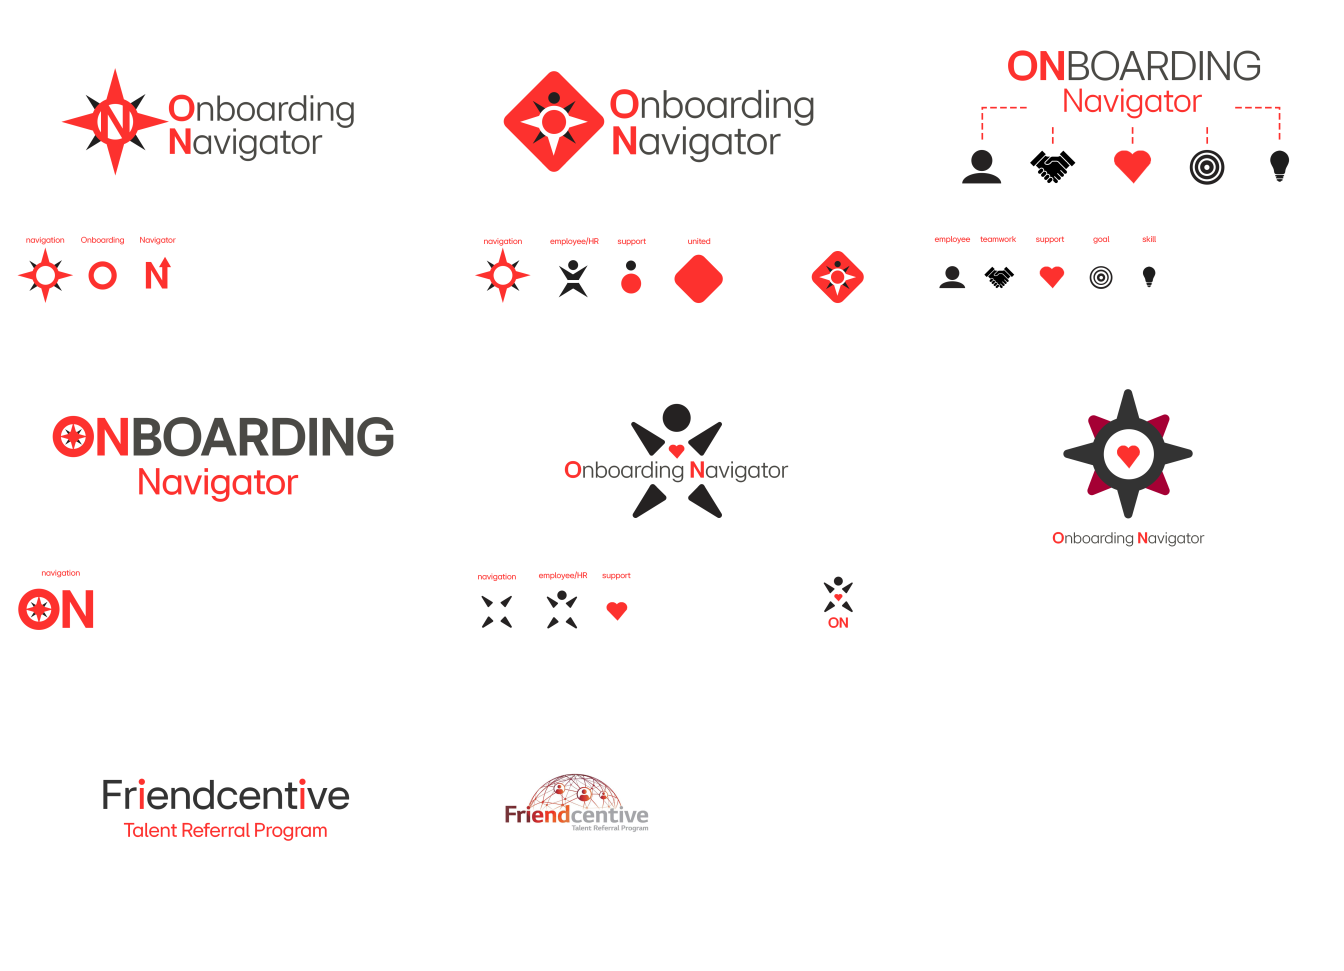 Onboarding
Navigator
Onboarding
Navigator
ONBOARDING
Navigator
navigation
Onboarding
Navigator
O
N
navigation
employee/HR
support
united
employee
teamwork
support
goal
skill
ONBOARDING
Navigator
Onboarding Navigator
Onboarding Navigator
navigation
ON
navigation
employee/HR
support
ON
Friendcentive
Talent Referral Program
Friendcentive
Talent Referral Program